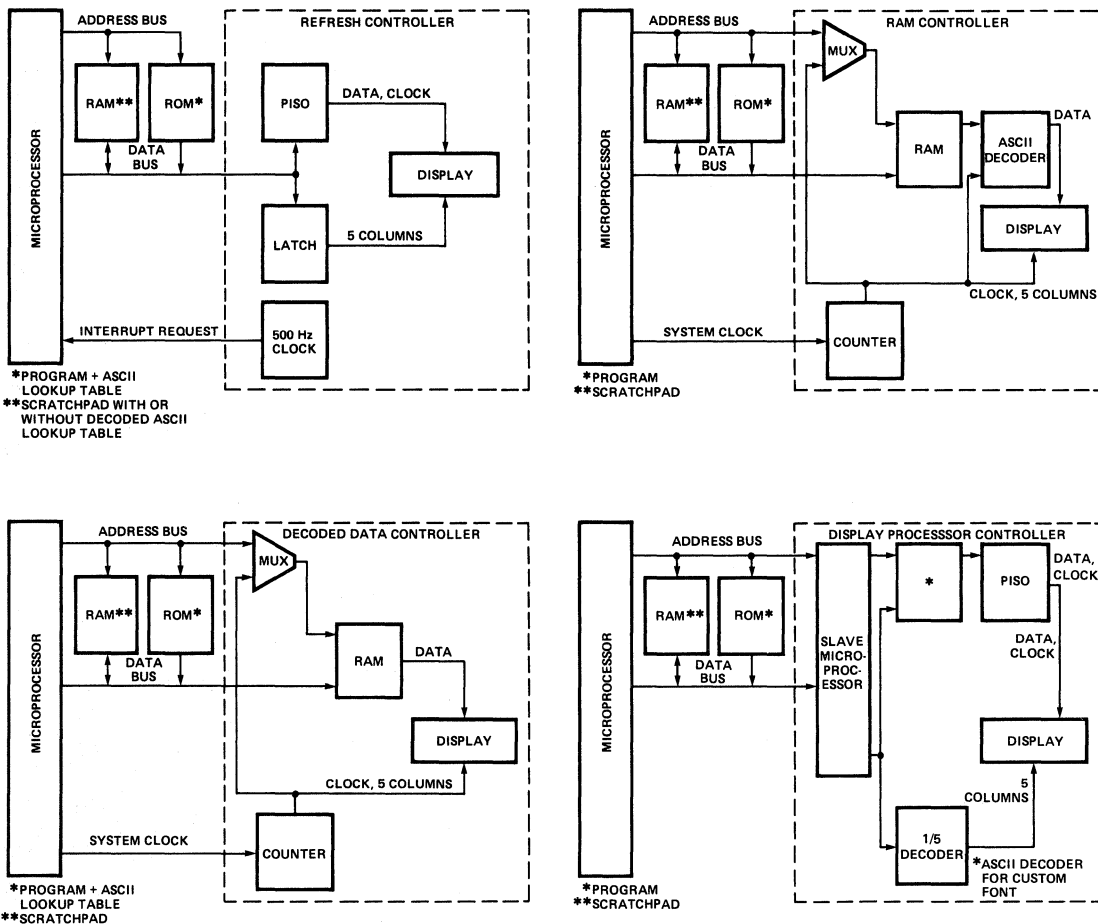 REFRESH CONTROLLER
MICROPROCESSOR
ADDRESS BUS
RAM**
ROM*
DATA
BUS
PISO
DATA, CLOCK
DISPLAY
LATCH
5 COLUMNS
INTERRUPT REQUEST
500 Hz
CLOCK
*PROGRAM + ASCII
LOOKUP TABLE
**SCRATCHPAD WITH OR
WITHOUT DECODED ASCII
LOOKUP TABLE
RAM CONTROLLER
MICROPROCESSOR
ADDRESS BUS
MUX
RAM**
ROM*
DATA
BUS
RAM
ASCII
DECODER
DATA
DISPLAY
CLOCK, 5 COLUMNS
SYSTEM CLOCK
COUNTER
*PROGRAM
**SCRATCHPAD
DECODED DATA CONTROLLER
MICROPROCESSOR
ADDRESS BUS
MUX
RAM**
ROM*
DATA
BUS
RAM
DATA
DISPLAY
CLOCK, 5 COLUMNS
SYSTEM CLOCK
COUNTER
*PROGRAM + ASCII
LOOKUP TABLE
**SCRATCHPAD
DISPLAY PROCESSSOR CONTROLLER
MICROPROCESSOR
ADDRESS BUS
RAM**
ROM*
DATA
BUS
SLAVE
MICRO-
PROC-
ESSOR
*
PISO
DATA,
CLOCK
DATA,
CLOCK
DISPLAY
5
COLUMNS
1/5
DECODER
*ASCII DECODER
FOR CUSTOM
FONT
*PROGRAM
**SCRATCHPAD